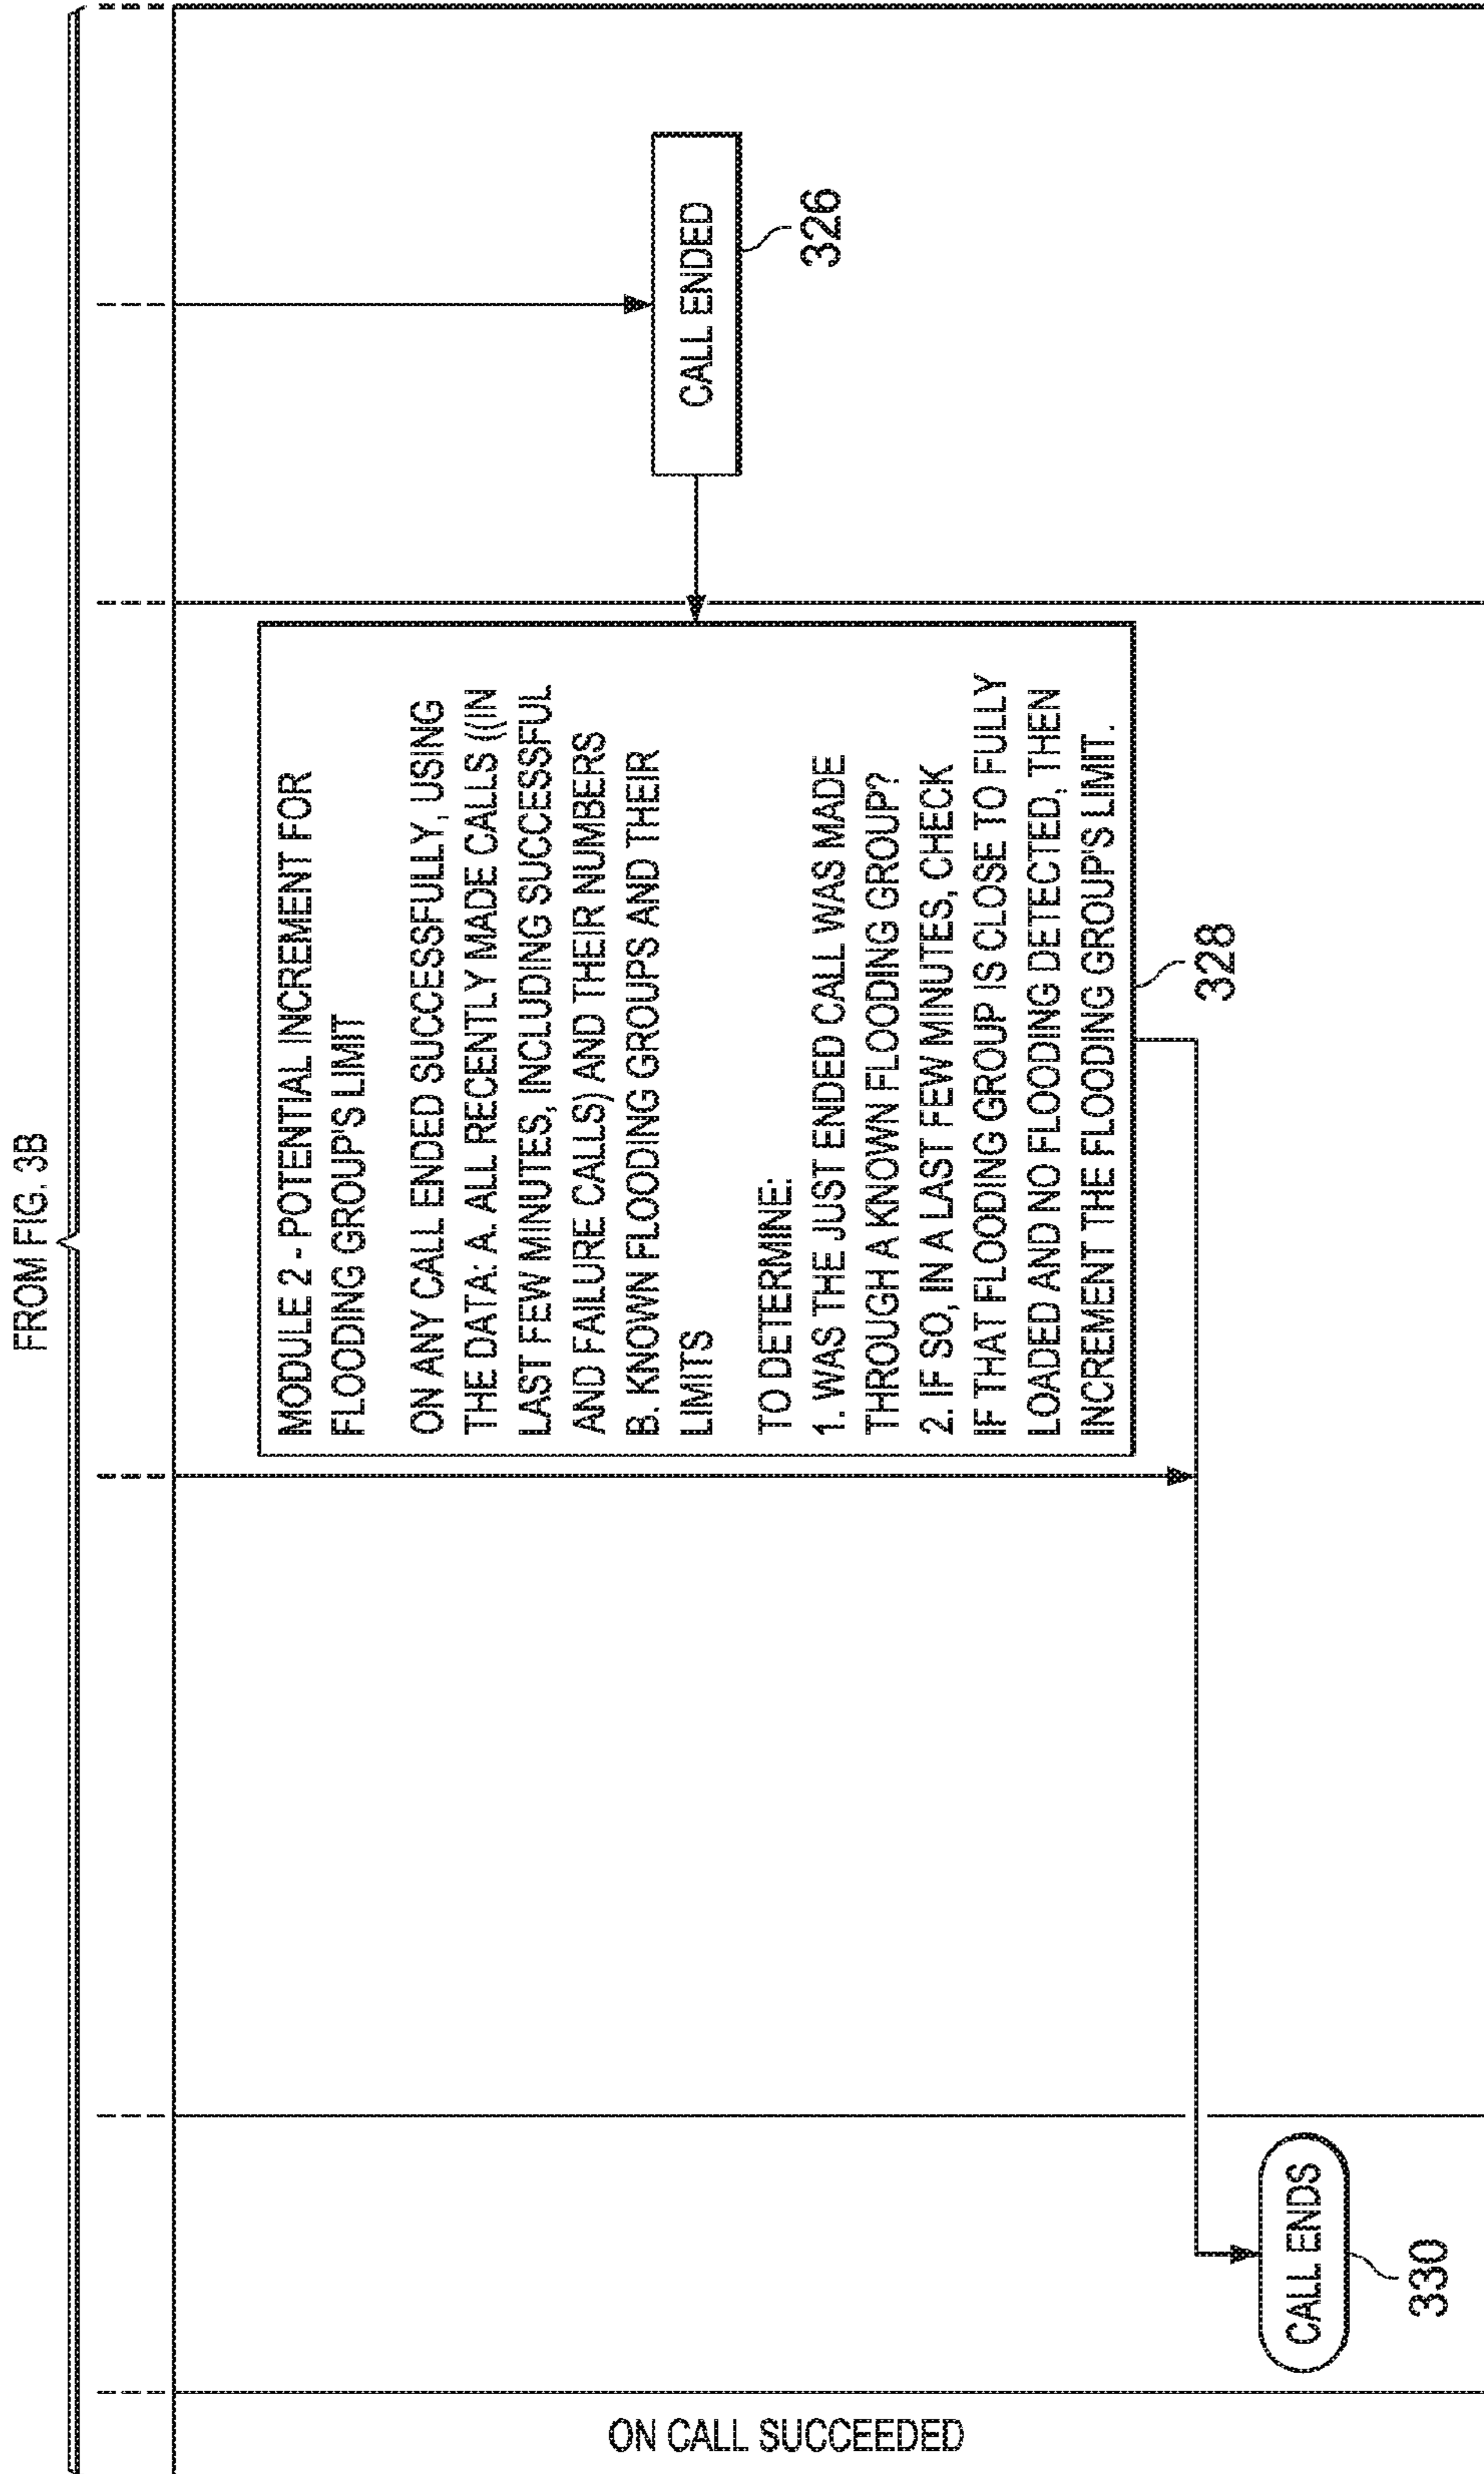 FROM FIG. 3B
ON CALL SUCCEEDED
CALL ENDED
326
MODULE 2 - POTENTIAL INCREMENT FOR
FLOODING GROUP'S LIMIT
ON ANY CALL ENDED SUCCESSFULLY, USING
THE DATA: A. ALL RECENTLY MADE CALLS ((IN
LAST FEW MINUTES, INCLUDING SUCCESSFUL
AND FAILURE CALLS) AND THEIR NUMBERS
B. KNOWN FLOODING GROUPS AND THEIR
LIMITS
TO DETERMINE:
1. WAS THE JUST ENDED CALL WAS MADE
THROUGH A KNOWN FLOODING GROUP?
2. IF SO, IN A LAST FEW MINUTES, CHECK
IF THAT FLOODING GROUP IS CLOSE TO FULLY
LOADED AND NO FLOODING DETECTED, THEN
INCREMENT THE FLOODING GROUP'S LIMIT.
328
CALL ENDS
330